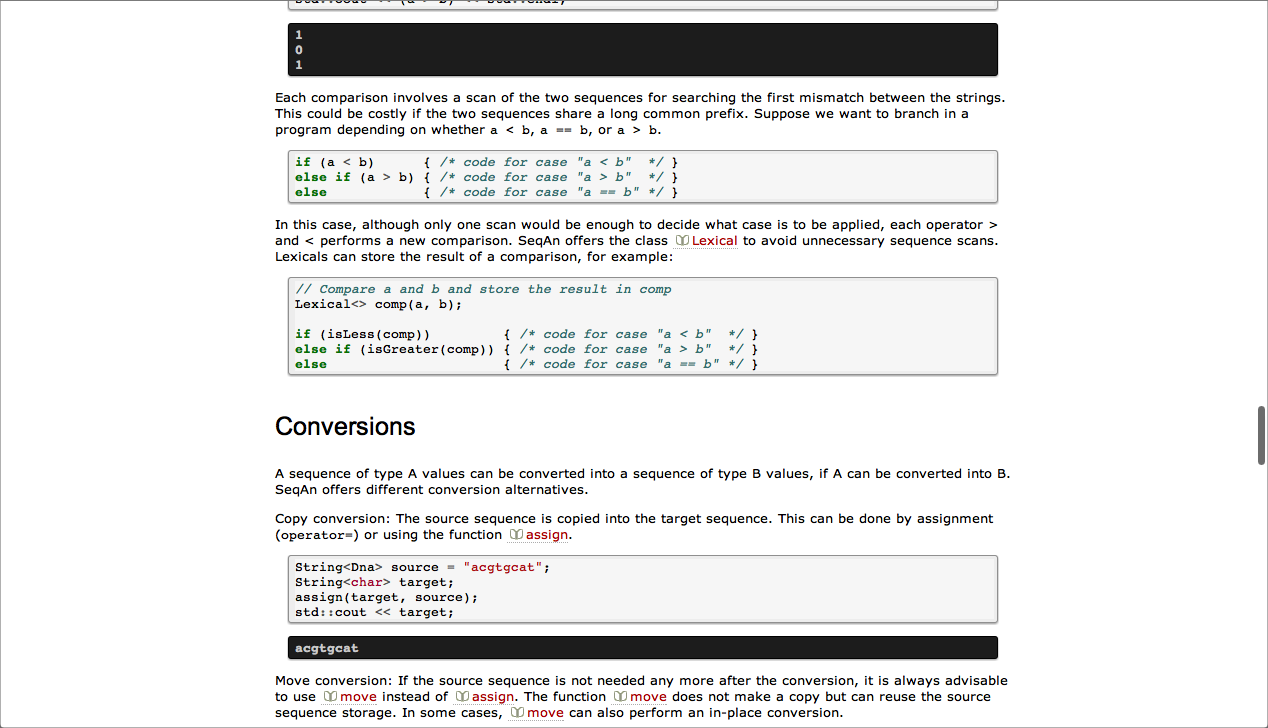 1
0
1
Each comparison involves a scan of the two sequences for searching the first mismatch between the strings.
This could be costly if the two sequences share a long common prefix. Suppose we want to branch in a
program depending on whether a < b, a == b, or a > b.
if (a < b)      { /* code for case "a < b"  */ }
else if (a > b) { /* code for case "a > b"  */ }
else            { /* code for case "a == b" */ }
In this case, although only one scan would be enough to decide what case is to be applied, each operator >
and < performs a new comparison. SeqAn offers the class Lexical to avoid unnecessary sequence scans.
Lexicals can store the result of a comparison, for example:
// Compare a and b and store the result in comp
Lexical<> comp(a, b);
if (isLess(comp))         { /* code for case "a < b"  */ }
else if (isGreater(comp)) { /* code for case "a > b"  */ }
else                      { /* code for case "a == b" */ }
Conversions
A sequence of type A values can be converted into a sequence of type B values, if A can be converted into B.
SeqAn offers different conversion alternatives.
Copy conversion: The source sequence is copied into the target sequence. This can be done by assignment
(operator=) or using the function assign.
String<Dna> source = "acgtgcat";
String<char> target;
assign(target, source);
std::cout << target;
acgtgcat
Move conversion: If the source sequence is not needed any more after the conversion, it is always advisable
to use move instead of assign. The function move does not make a copy but can reuse the source
sequence storage. In some cases, move can also perform an in-place conversion.